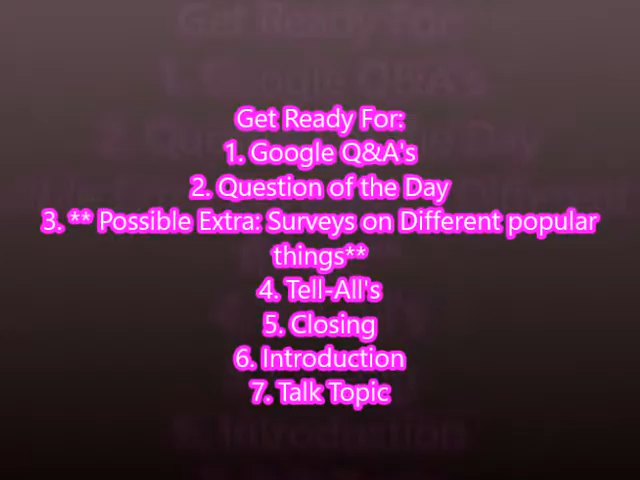 Get Ready For:
1. Google Q&A's
2. Question of the Day
3. ** Possible Extra: Surveys on Different popular
things**
4. Tell-All's
5. Closing
6. Introduction
7. Talk Topic